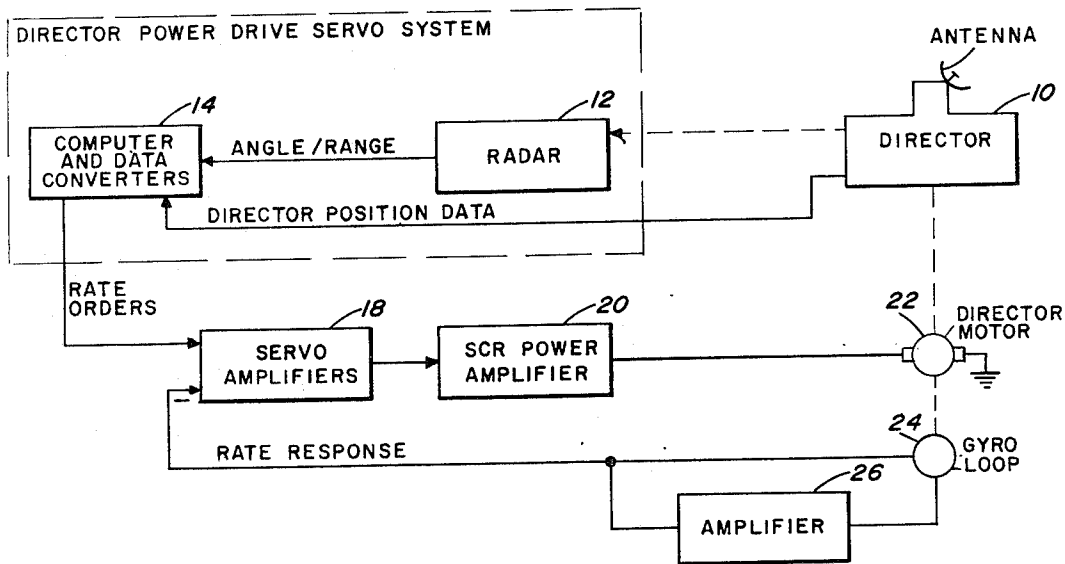 DIRECTOR POWER DRIVE SERVO SYSTEM
ANTENNA
14
12
10
COMPUTER
AND DATA
CONVERTERS
ANGLE/RANGE
RADAR
DIRECTOR
DIRECTOR POSITION DATA
RATE
ORDERS
18
20
22
DIRECTOR
MOTOR
SERVO
AMPLIFIERS
SCR POWER
AMPLIFIER
24
GYRO
LOOP
RATE RESPONSE
26
AMPLIFIER